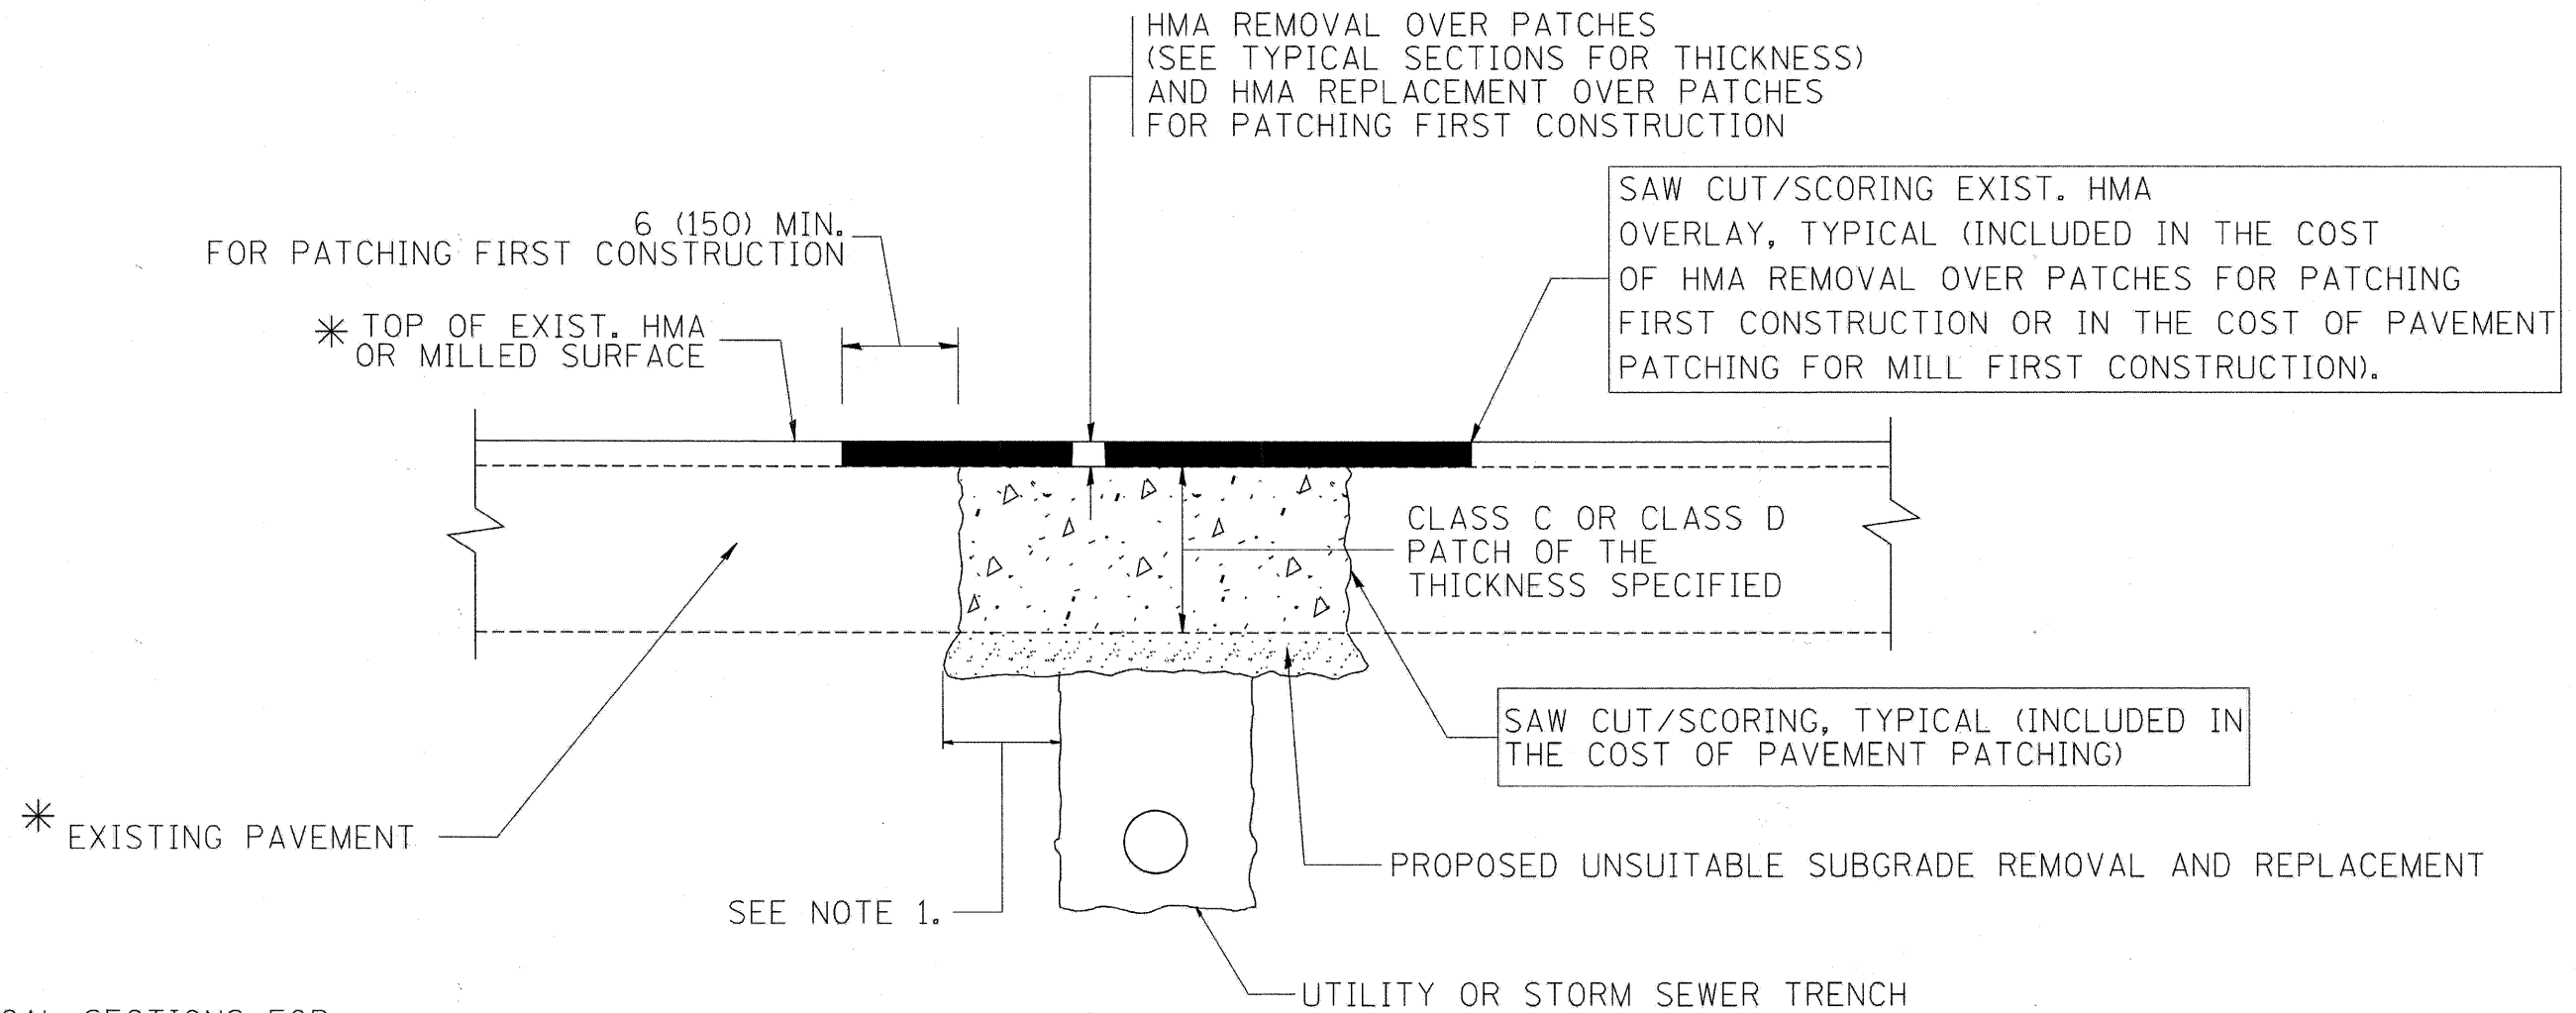 HMA REMOVAL OVER PATCHES
(SEE TYPICAL SECTIONS FOR THICKNESS)
AND HMA REPLACEMENT OVER PATCHES
FOR PATCHING FIRST CONSTRUCTION
SAW CUT/SCORING EXIST. HMA
OVERLAY, TYPICAL (INCLUDED IN THE COST
OF HMA REMOVAL OVER PATCHES FOR PATCHING
FIRST CONSTRUCTION OR IN THE COST OF PAVEMENT
PATCHING FOR MILL FIRST CONSTRUCTION).
6 (150) MIN.
FOR PATCHING FIRST CONSTRUCTION
* TOP OF EXIST. HMA
OR MILLED SURFACE
CLASS C OR CLASS D
PATCH OF THE
THICKNESS SPECIFIED
SAW CUT/SCORING, TYPICAL (INCLUDED IN
THE COST OF PAVEMENT PATCHING)
* EXISTING PAVEMENT
PROPOSED UNSUITABLE SUBGRADE REMOVAL AND REPLACEMENT
SEE NOTE 1.
UTILITY OR STORM SEWER TRENCH
SECTIONS FOR